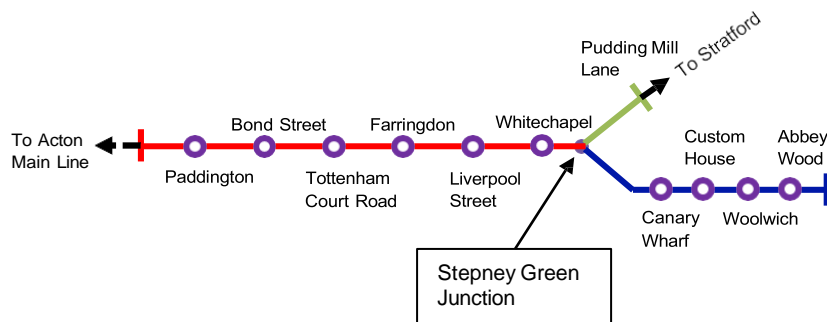 Pudding Mill
Lane
To Stratford
To Acton
Main Line
Bond Street
Farringdon
Whitechapel
Custom
House
Abbey
Wood
Paddington
Tottenham
Court Road
Liverpool
Street
Canary
Wharf
Woolwich
Stepney Green
Junction